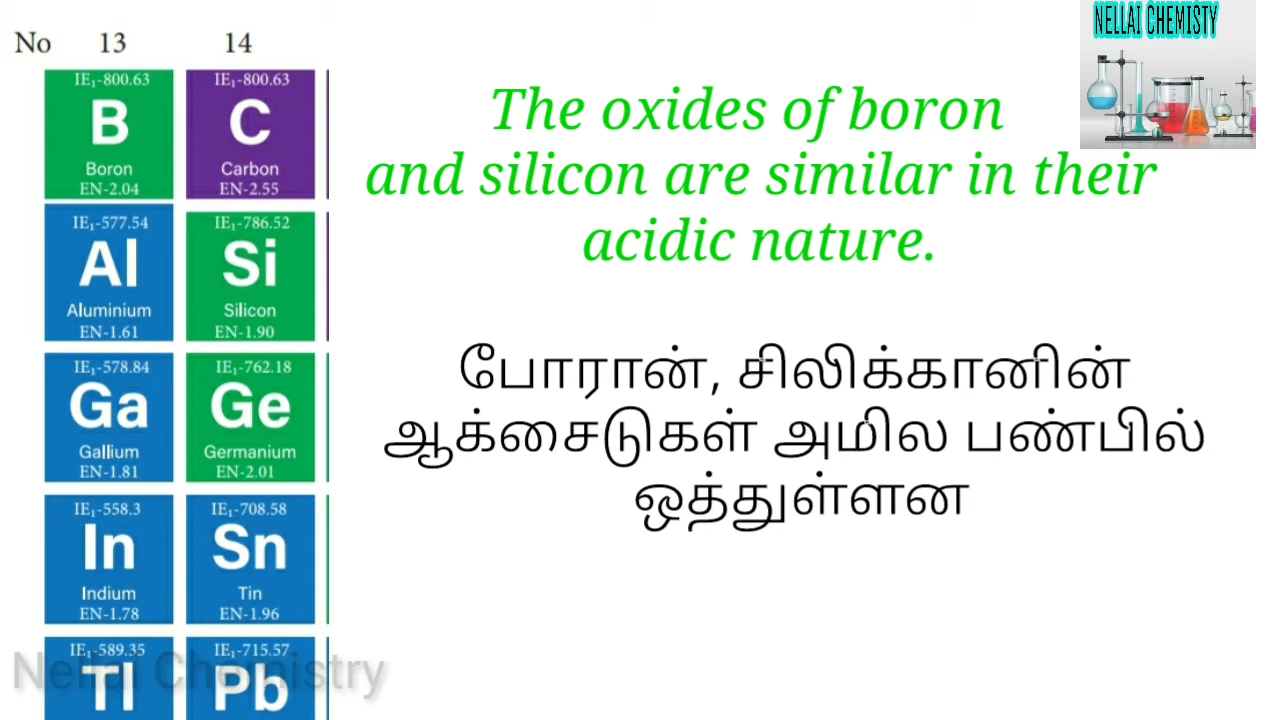 NELLAI CHEMISTY
No 13 14
IE₁-800.63 IE₁-800.63
B C
Boron Carbon
EN-2.04 EN-2.55
IE₁-577.54 IE₁-786.52
Al Si
Aluminium Silicon
EN-1.61 EN-1.90
IE₁-578.84 IE₁-762.18
Ga Ge
Gallium Germanium
EN-1.81 EN-2.01
IE₁-558.3 IE₁-708.58
In Sn
Indium Tin
EN-1.78 EN-1.96
IE₁-589.35 IE₁-715.57
Tl Pb
Nellai Chemistry
The oxides of boron
and silicon are similar in their
acidic nature.
போரான், சிலிக்கானின்
ஆக்சைடுகள் அமில பண்பில்
ஒத்துள்ளன